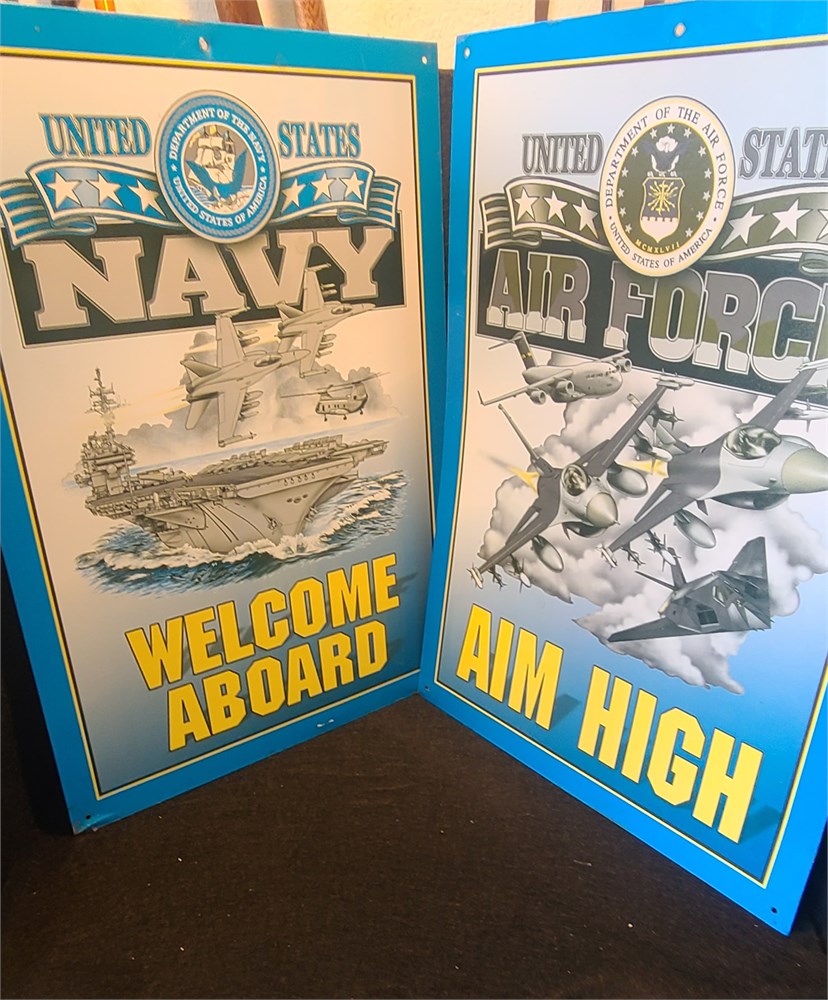 UNITED STATES
DEPARTMENT OF THE NAVY
UNITED STATES OF AMERICA
NAVY
WELCOME
ABOARD
UNITED STAT
DEPARTMENT OF THE AIR FORCE
MCMXLVII
UNITED STATES OF AMERICA
AIR FORC
AIM HIGH